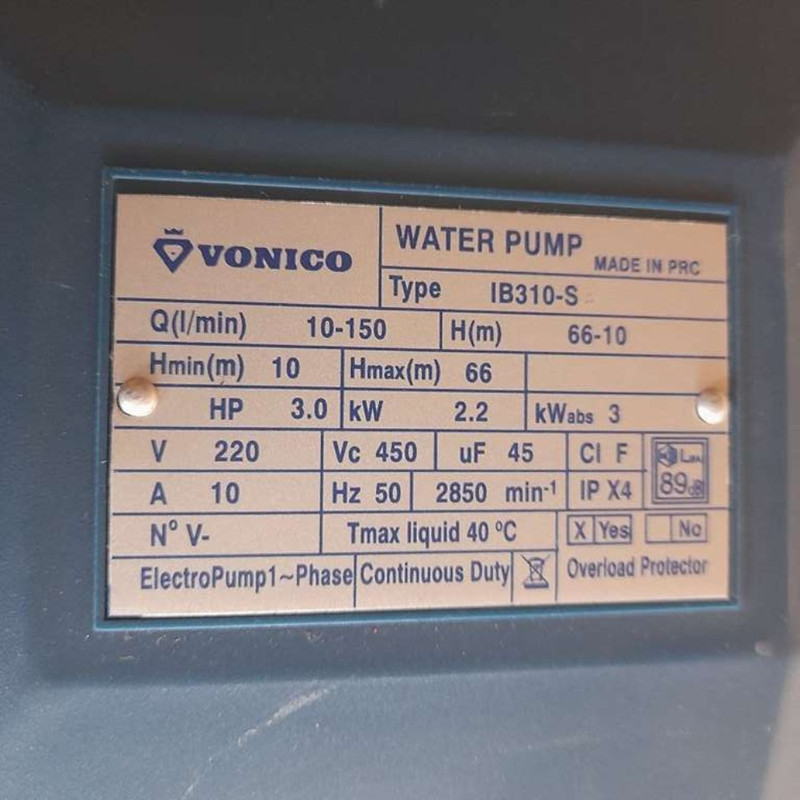 VONICO
WATER PUMP
MADE IN PRC
Type IB310-S
Q(l/min) 10-150 H(m) 66-10
Hmin(m) 10 Hmax(m) 66
HP 3.0 kW 2.2 kWabs 3
V 220 Vc 450 uF 45 Cl F LWA
A 10 Hz 50 2850 min-1 IP X4 89dB
N° V- Tmax liquid 40 °C X Yes No
ElectroPump1~Phase Continuous Duty Overload Protector